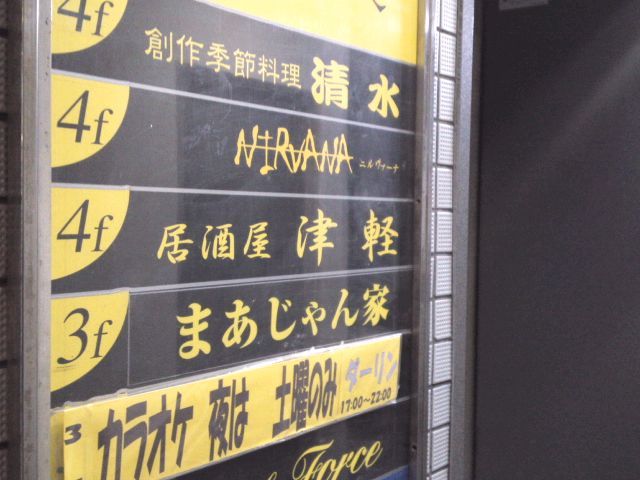 4f
創作季節料理 清水
4f NIRVANA ニルヴァーナ
4f 居酒屋 津軽
3f まあじゃん家
3 カラオケ 夜は 土曜のみ ダーリン
17:00~22:00
Force